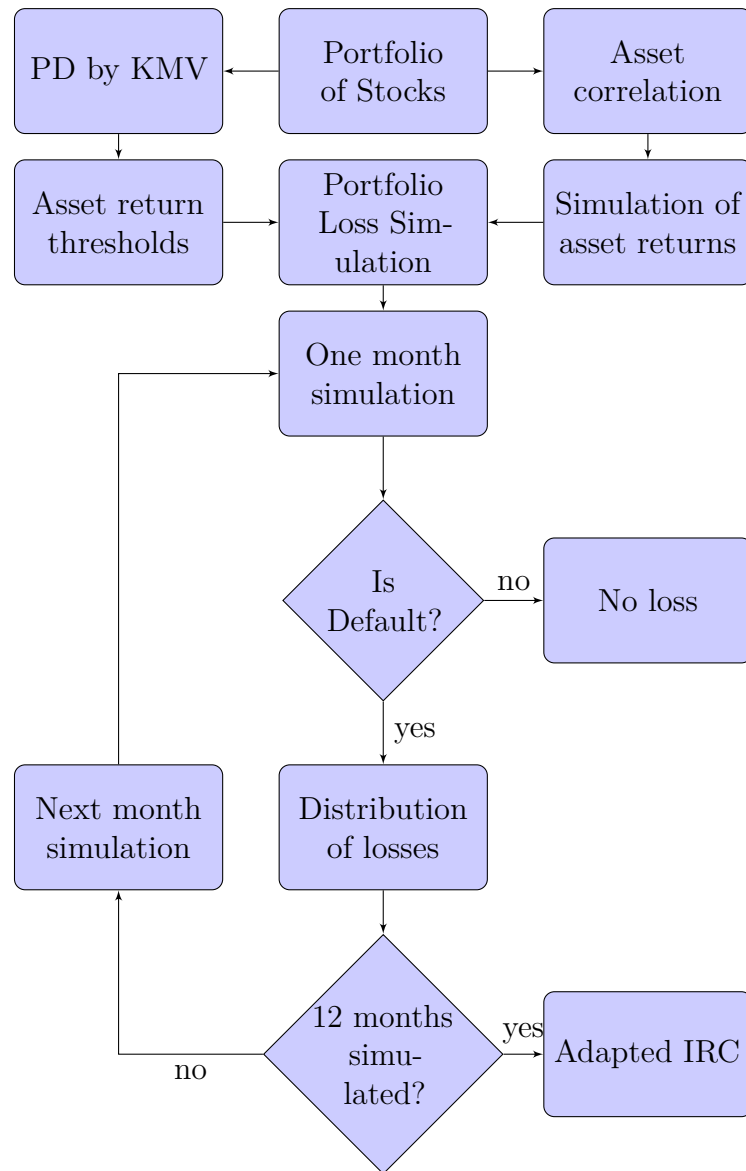 PD by KMV
Portfolio
of Stocks
Asset
correlation
Asset return
thresholds
Portfolio
Loss Sim-
ulation
Simulation of
asset returns
One month
simulation
Is
Default?
no
No loss
yes
Next month
simulation
Distribution
of losses
12 months
simu-
lated?
yes
Adapted IRC
no